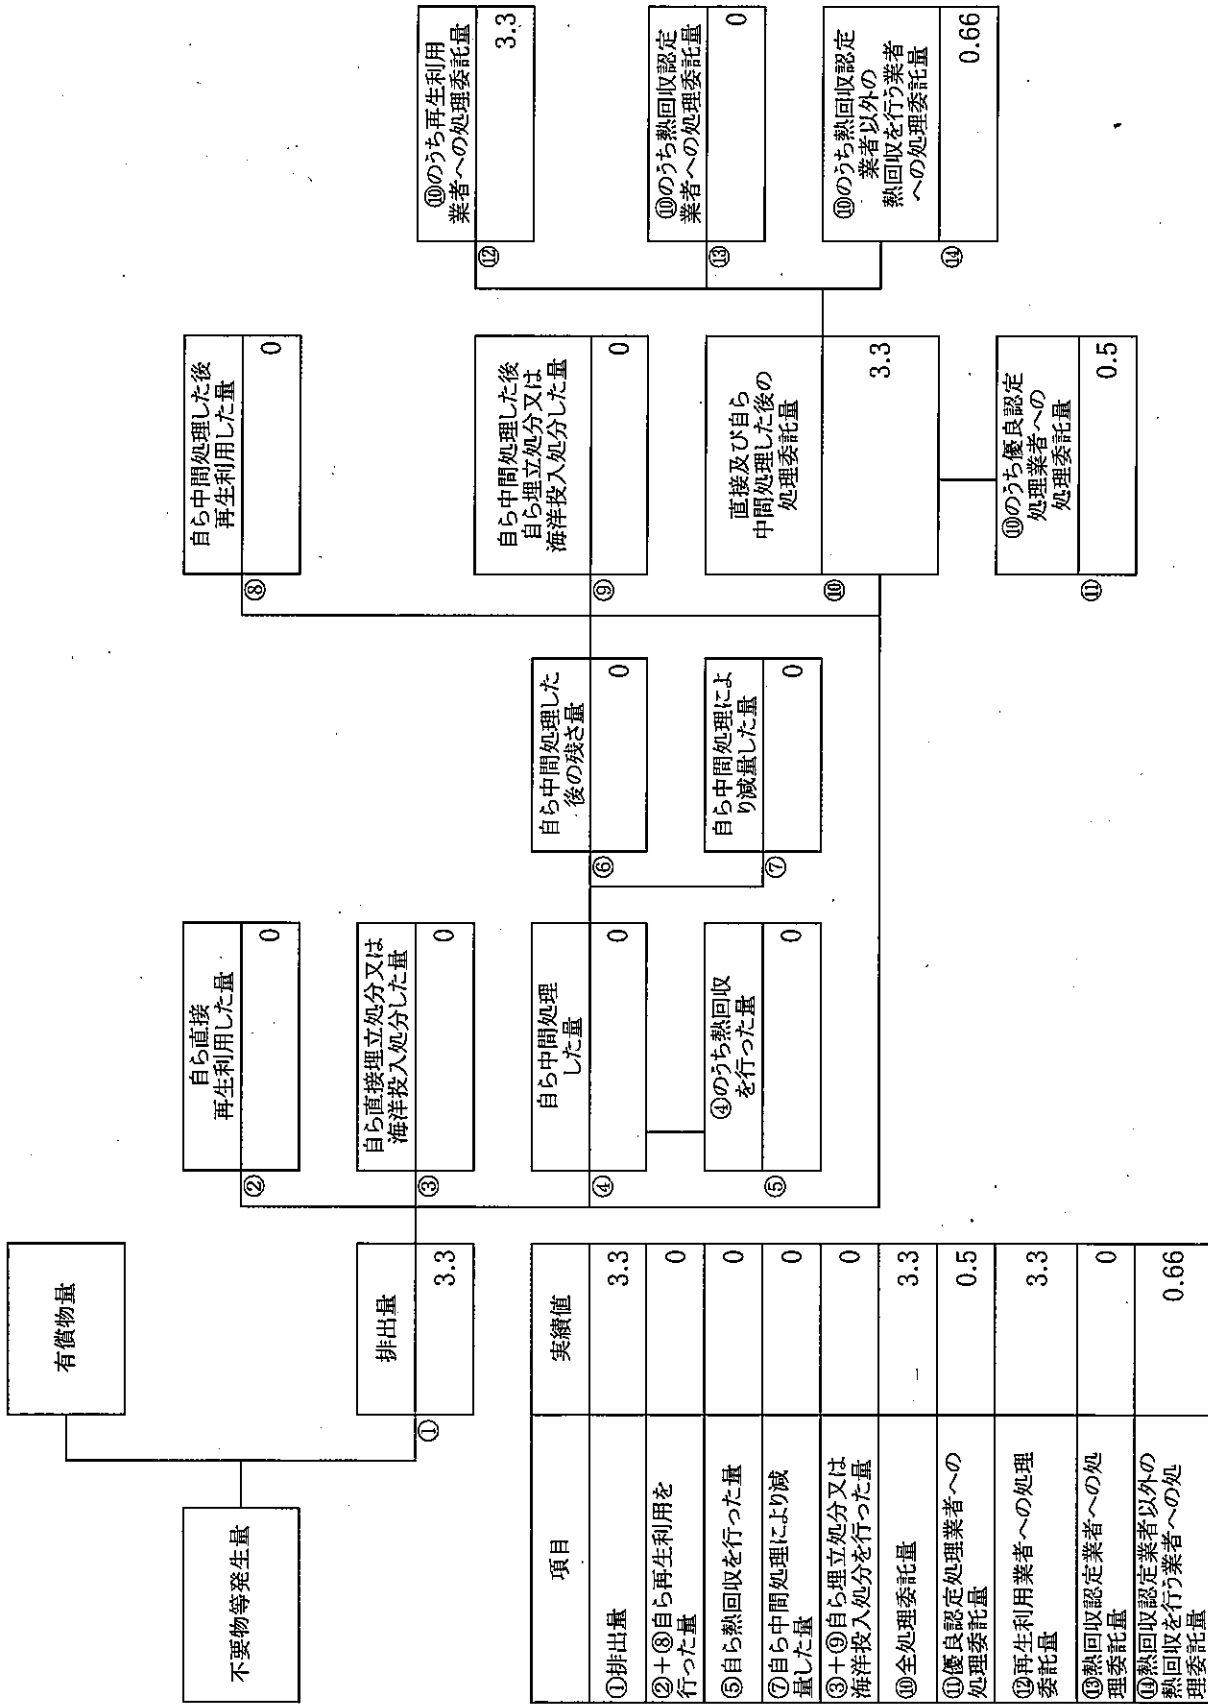 不要物等発生量
有償物量
①
排出量
3.3
②
自ら直接
再生利用した量
0
③
自ら直接埋立処分又は
海洋投入処分した量
0
④
自ら中間処理
した量
0
⑤
④のうち熱回収
を行った量
0
⑥
自ら中間処理した
後の残さ量
0
⑦
自ら中間処理によ
り減量した量
0
⑧
自ら中間処理した後
再生利用した量
0
⑨
自ら中間処理した後
自ら埋立処分又は
海洋投入処分した量
0
⑩
直接及び自ら
中間処理した後の
処理委託量
3.3
⑪
⑩のうち優良認定
処理業者への
処理委託量
0.5
⑫
⑩のうち再生利用
業者への処理委託量
3.3
⑬
⑩のうち熱回収認定
業者への処理委託量
0
⑭
⑩のうち熱回収認定
業者以外の
熱回収を行う業者
への処理委託量
0.66
項目 実績値
①排出量 3.3
②+⑧自ら再生利用を
行った量 0
⑤自ら熱回収を行った量 0
⑦自ら中間処理により減
量した量 0
③+⑨自ら埋立処分又は
海洋投入処分を行った量 0
⑩全処理委託量 3.3
⑪優良認定処理業者への
処理委託量 0.5
⑫再生利用業者への処理
委託量 3.3
⑬熱回収認定業者への処
理委託量 0
⑭熱回収認定業者以外の
熱回収を行う業者への処
理委託量 0.66